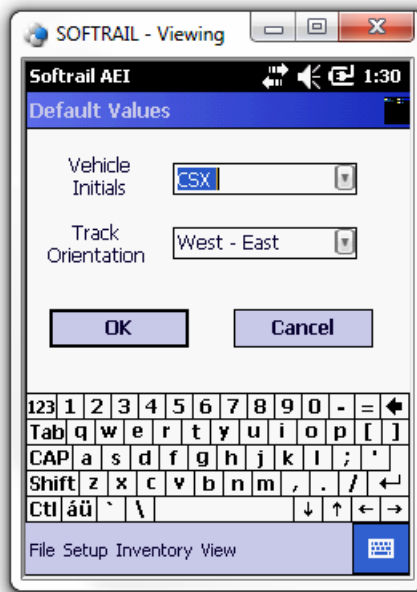 SOFTRAIL - Viewing
Softrail AEI 1:30
Default Values
Vehicle
Initials
CSX
Track
Orientation
West - East
OK Cancel
123 1 2 3 4 5 6 7 8 9 0 - =
Tab q w e r t y u i o p [ ]
CAP a s d f g h j k l ; '
Shift z x c v b n m , . /
Ctl áü ` \
File Setup Inventory View